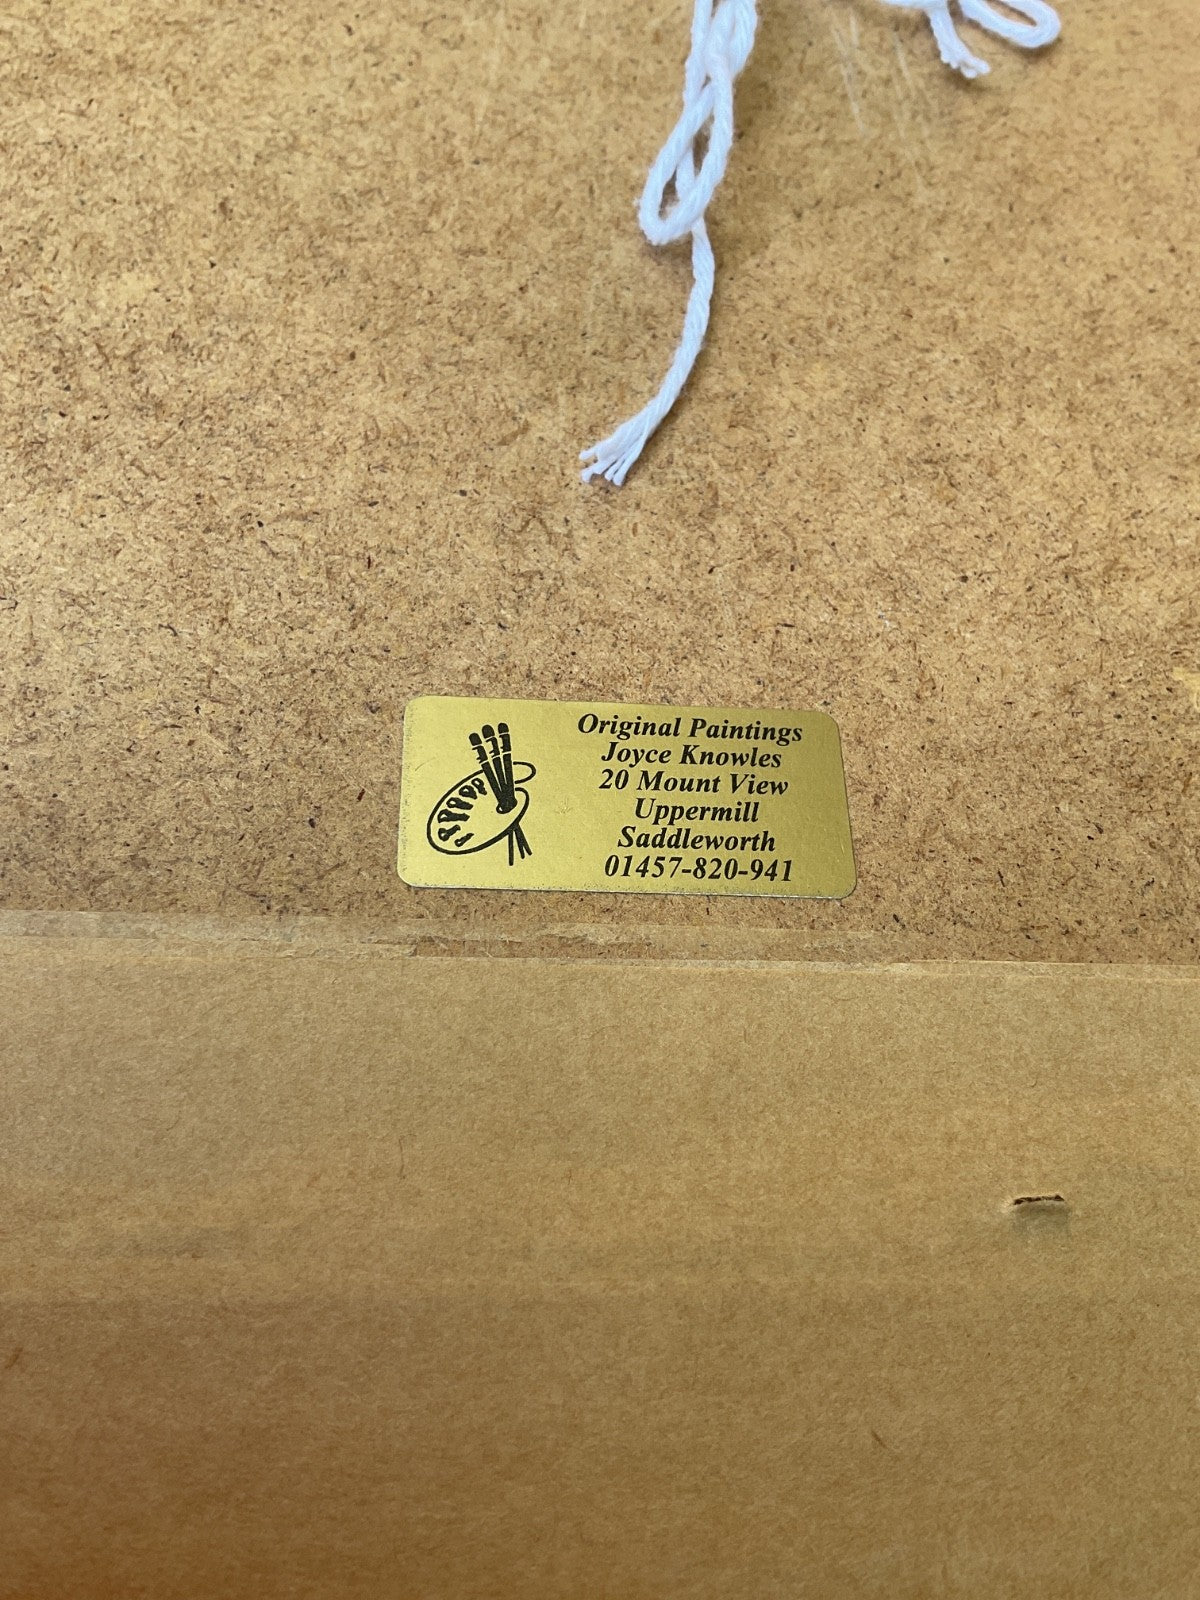 Original Paintings
Joyce Knowles
20 Mount View
Uppermill
Saddleworth
01457-820-941